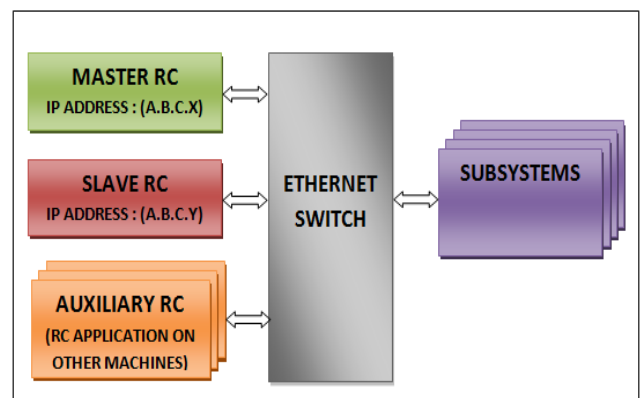 MASTER RC
IP ADDRESS : (A.B.C.X)
SLAVE RC
IP ADDRESS : (A.B.C.Y)
AUXILIARY RC
(RC APPLICATION ON
OTHER MACHINES)
ETHERNET
SWITCH
SUBSYSTEMS